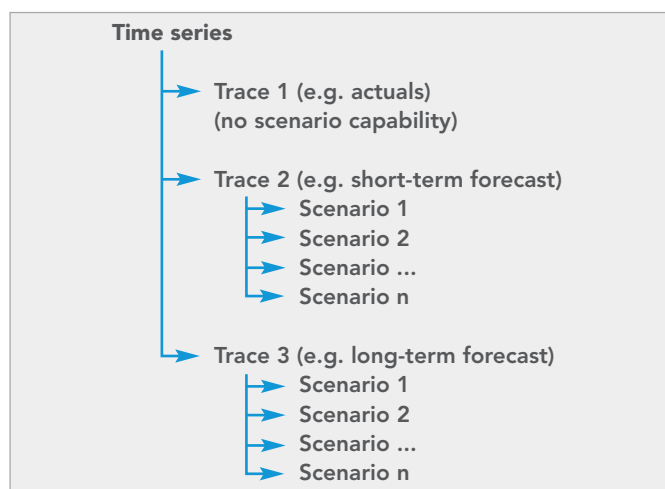 Time series
Trace 1 (e.g. actuals)
(no scenario capability)
Trace 2 (e.g. short-term forecast)
Scenario 1
Scenario 2
Scenario ...
Scenario n
Trace 3 (e.g. long-term forecast)
Scenario 1
Scenario 2
Scenario ...
Scenario n